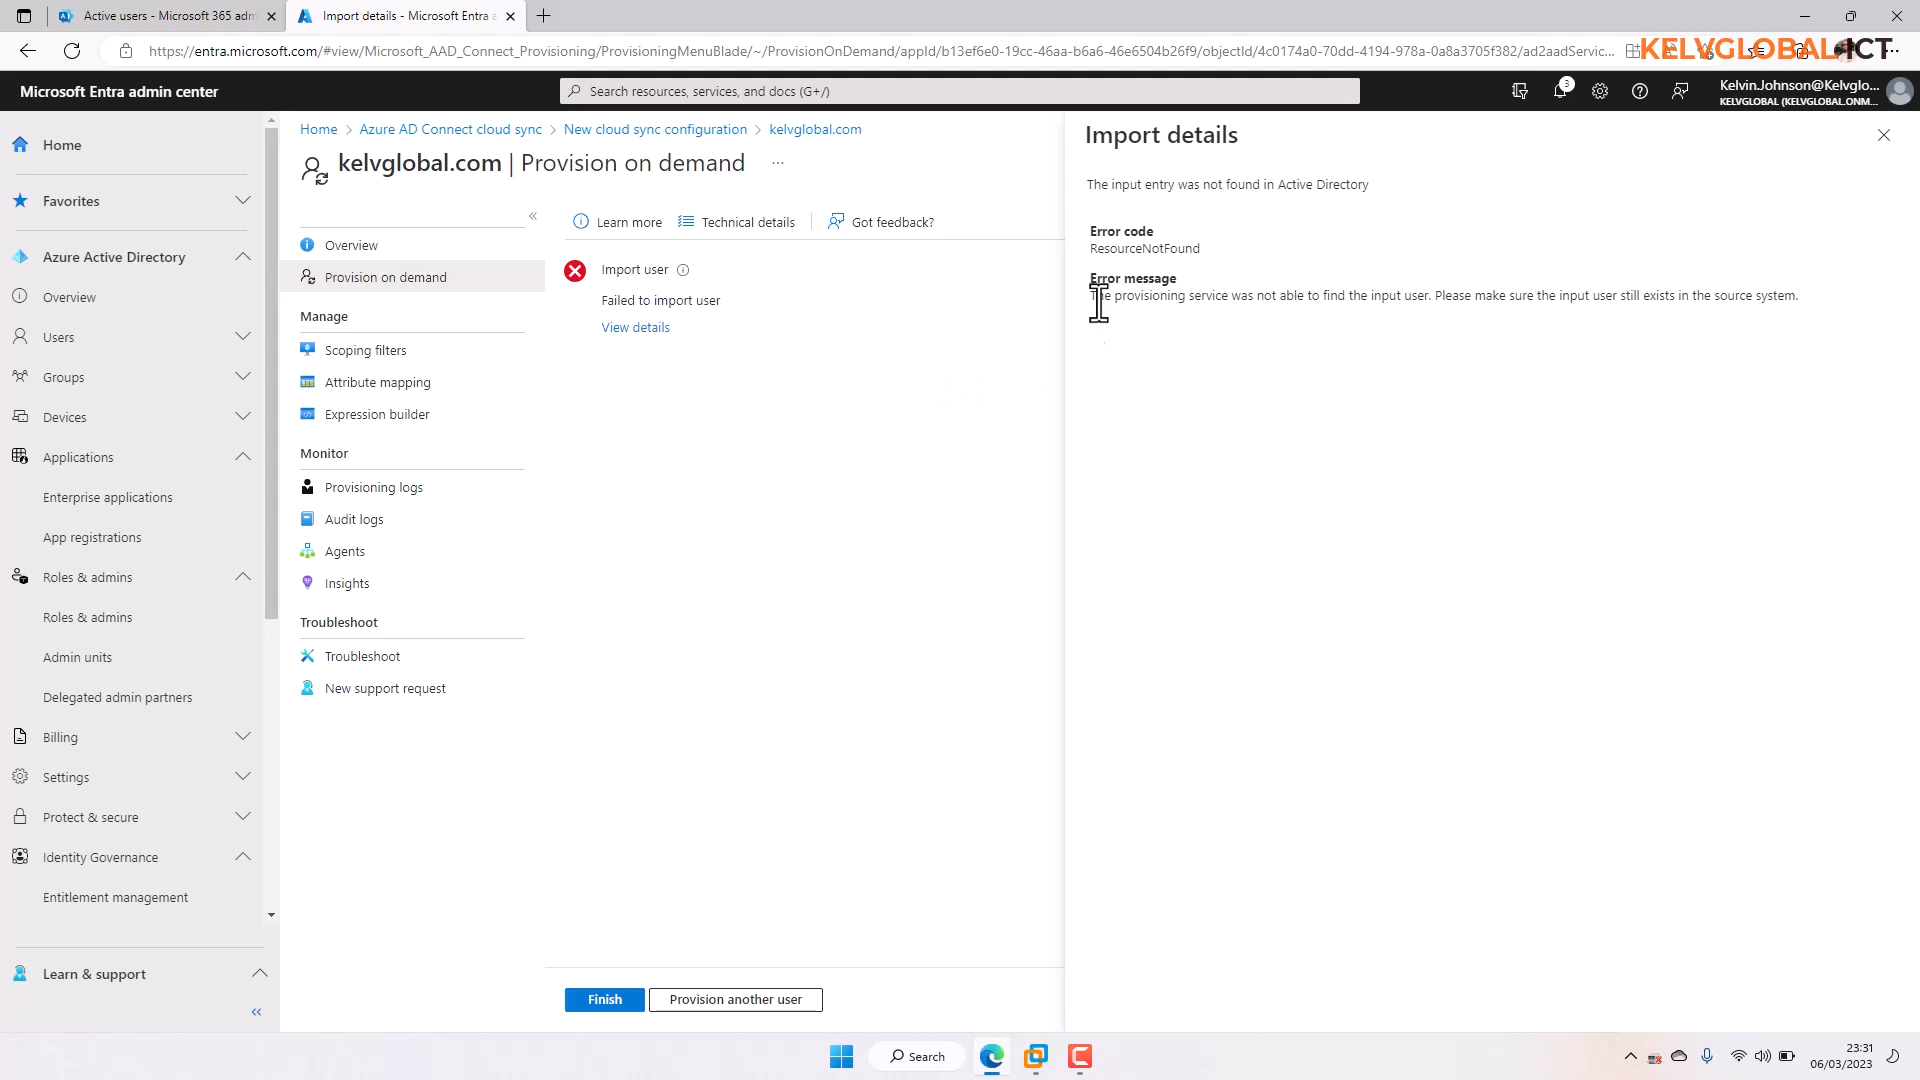 Active users - Microsoft 365 adm
Import details - Microsoft Entra a
https://entra.microsoft.com/#view/Microsoft_AAD_Connect_Provisioning/ProvisioningMenuBlade/~/ProvisionOnDemand/appId/b13ef6e0-19cc-46aa-b6a6-46e6504b26f9/objectId/4c0174a0-70dd-4194-978a-0a8a3705f382/ad2aadServic...
KELVGLOBAL ICT
Microsoft Entra admin center
Search resources, services, and docs (G+/)
3
Kelvin.Johnson@Kelvglo...
KELVGLOBAL (KELVGLOBAL.ONM...
Home
Favorites
Azure Active Directory
Overview
Users
Groups
Devices
Applications
Enterprise applications
App registrations
Roles & admins
Roles & admins
Admin units
Delegated admin partners
Billing
Settings
Protect & secure
Identity Governance
Entitlement management
Learn & support
Home > Azure AD Connect cloud sync > New cloud sync configuration > kelvglobal.com
kelvglobal.com | Provision on demand ...
Overview
Provision on demand
Manage
Scoping filters
Attribute mapping
Expression builder
Monitor
Provisioning logs
Audit logs
Agents
Insights
Troubleshoot
Troubleshoot
New support request
Learn more
Technical details
Got feedback?
Import user
Failed to import user
View details
Finish
Provision another user
Import details
The input entry was not found in Active Directory
Error code
ResourceNotFound
Error message
The provisioning service was not able to find the input user. Please make sure the input user still exists in the source system.
Search
23:31
06/03/2023